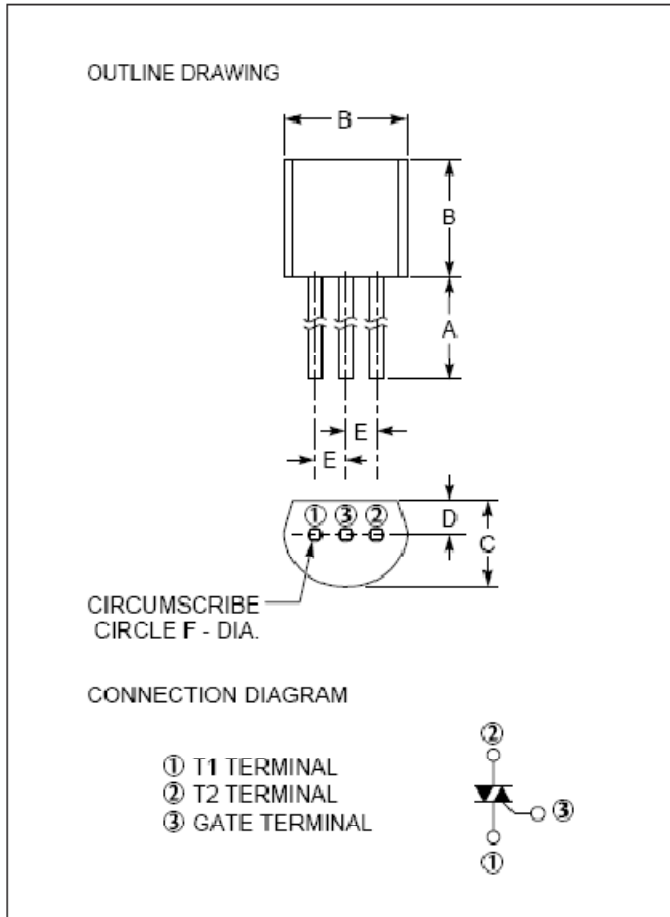 OUTLINE DRAWING
B
B
A
E
E
① ③ ②
D
C
CIRCUMSCRIBE
CIRCLE F - DIA.
CONNECTION DIAGRAM
②
① T1 TERMINAL
② T2 TERMINAL
③ GATE TERMINAL
③
①